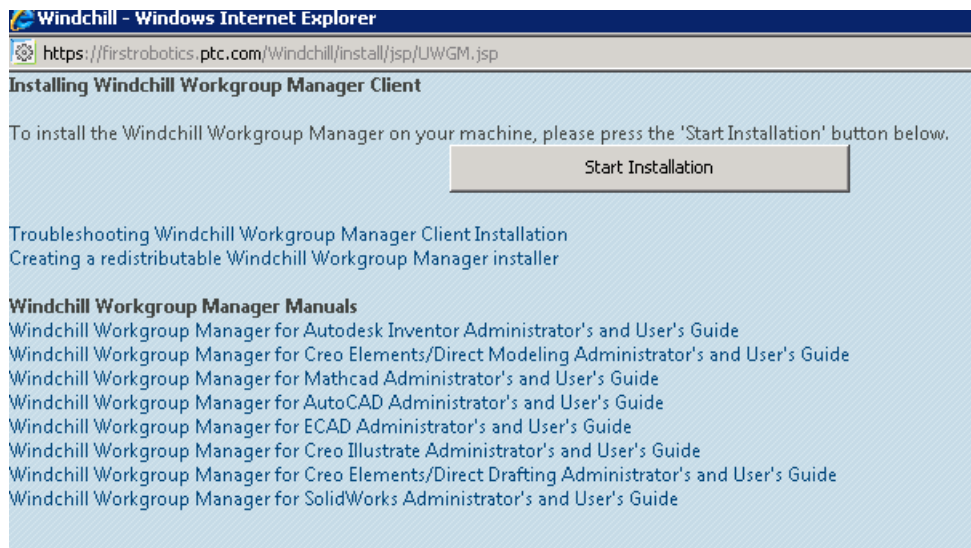 Windchill - Windows Internet Explorer
https://firstrobotics.ptc.com/Windchill/install/jsp/UWGM.jsp
Installing Windchill Workgroup Manager Client
To install the Windchill Workgroup Manager on your machine, please press the 'Start Installation' button below.
Start Installation
Troubleshooting Windchill Workgroup Manager Client Installation
Creating a redistributable Windchill Workgroup Manager installer
Windchill Workgroup Manager Manuals
Windchill Workgroup Manager for Autodesk Inventor Administrator's and User's Guide
Windchill Workgroup Manager for Creo Elements/Direct Modeling Administrator's and User's Guide
Windchill Workgroup Manager for Mathcad Administrator's and User's Guide
Windchill Workgroup Manager for AutoCAD Administrator's and User's Guide
Windchill Workgroup Manager for ECAD Administrator's and User's Guide
Windchill Workgroup Manager for Creo Illustrate Administrator's and User's Guide
Windchill Workgroup Manager for Creo Elements/Direct Drafting Administrator's and User's Guide
Windchill Workgroup Manager for SolidWorks Administrator's and User's Guide